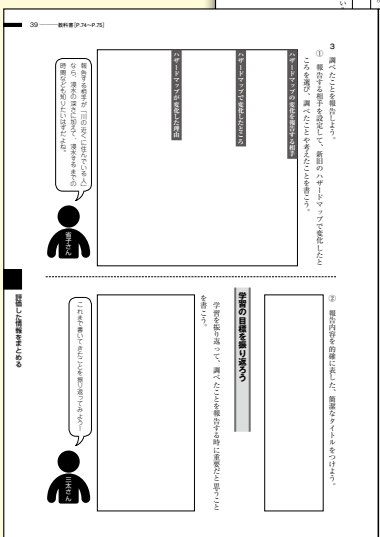 39 教科書[P.74〜P.75]
3 調べたことを報告しよう。
① 報告する相手を設定して、新旧のハザードマップで変化したと
ころを選び、調べたことや考えたことを書こう。
ハザードマップの変化を報告する相手
ハザードマップで変化したところ
ハザードマップが変化した理由
報告する相手が「川の近くに住んでいる人」
なら、浸水の深さに加えて、浸水するまでの
時間なども知りたいはずだよね。
省子さん
② 報告内容を的確に表した、簡潔なタイトルをつけよう。
学習の目標を振り返ろう
学習を振り返って、調べたことを報告する時に重要だと思うこと
を書こう。
これまで書いてきたことを振り返ってみよう!
三太さん
評価した情報をまとめる